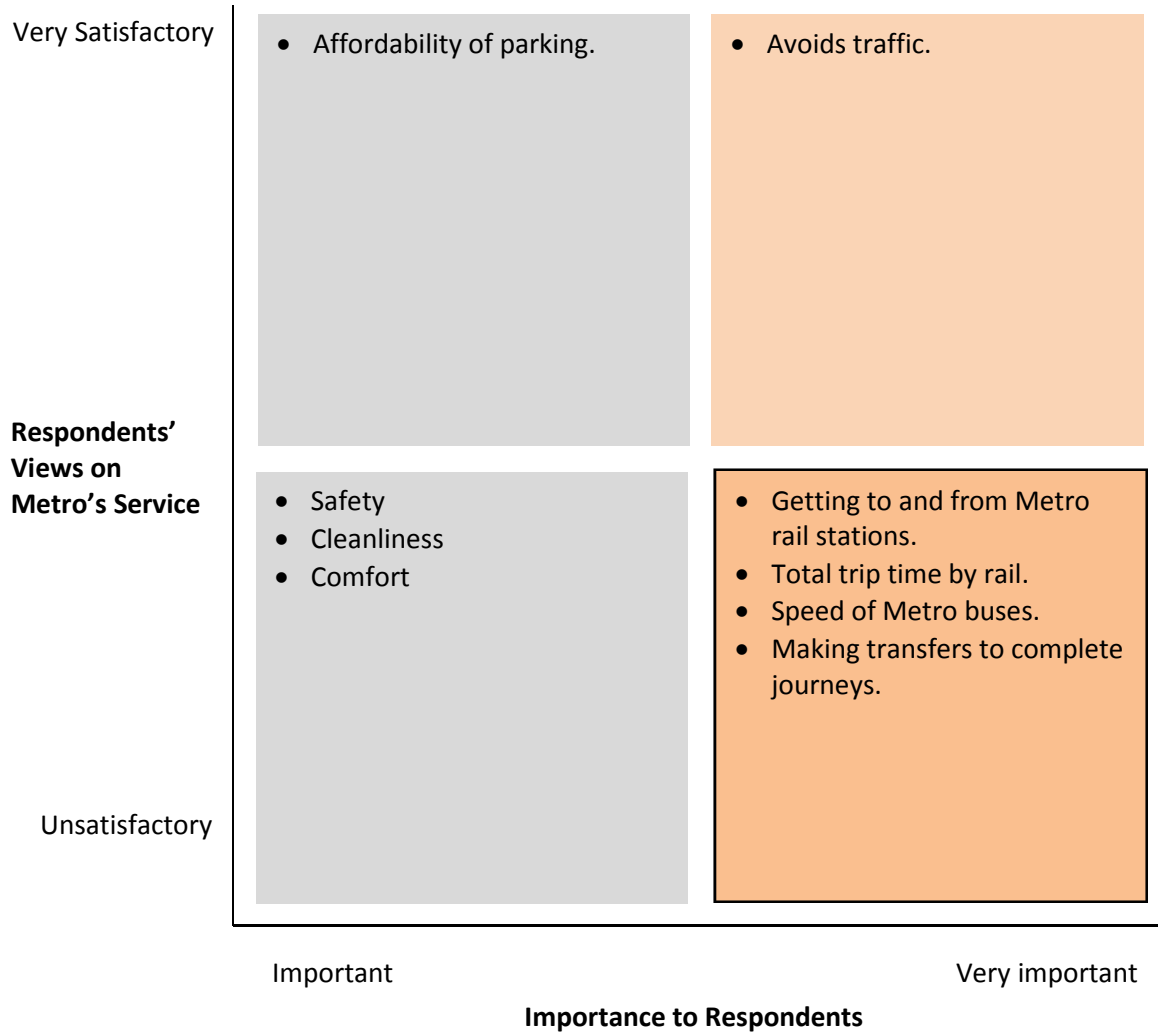 Very Satisfactory
• Affordability of parking.
• Avoids traffic.
Respondents’
Views on
Metro’s Service
• Safety
• Cleanliness
• Comfort
• Getting to and from Metro
rail stations.
• Total trip time by rail.
• Speed of Metro buses.
• Making transfers to complete
journeys.
Unsatisfactory
Important
Very important
Importance to Respondents